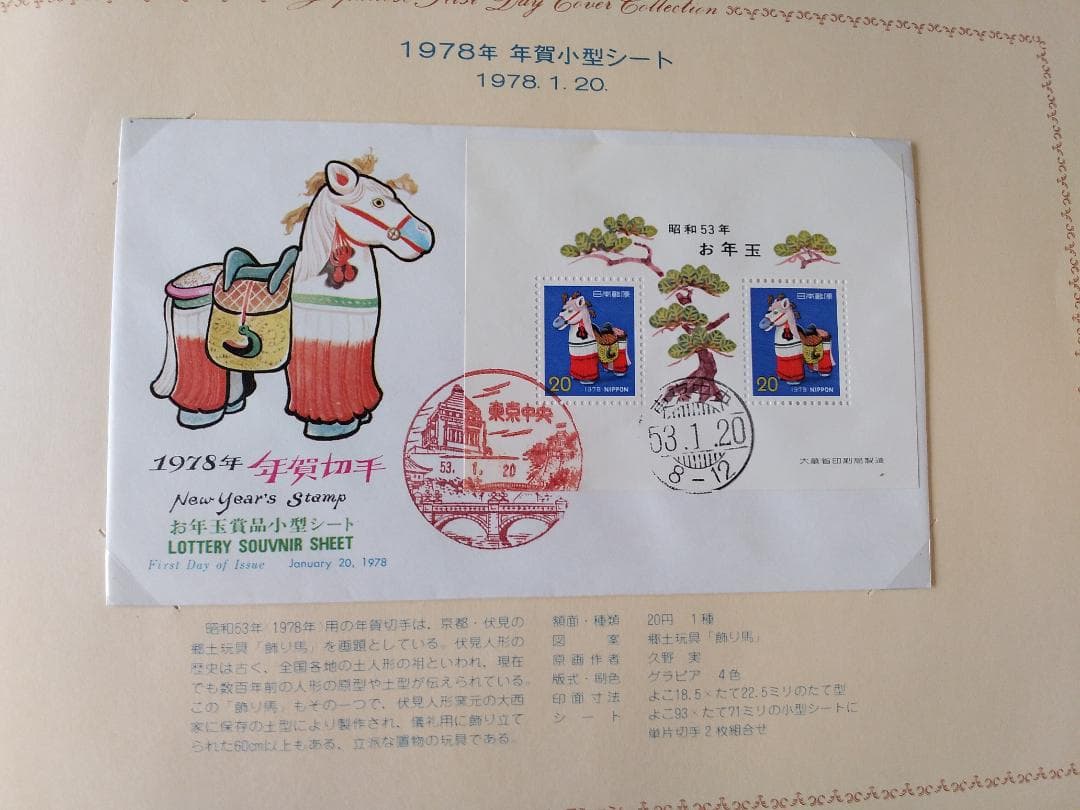 Japanese First Day Cover Collection
1978年 年賀小型シート
1978.1.20.
昭和53年
お年玉
日本郵便
20
1978 NIPPON
日本郵便
20
1978 NIPPON
大蔵省印刷局製造
東京中央
53. 1. 20
53.1.20
8-12
1978年 年賀切手
New Year's Stamp
お年玉賞品小型シート
LOTTERY SOUVNIR SHEET
First Day of Issue January 20, 1978
昭和53年(1978年)用の年賀切手は、京都・伏見の
郷土玩具「飾り馬」を画題としている。伏見人形の
歴史は古く、全国各地の土人形の祖といわれ、現在
でも数百年前の人形の原型や土型が伝えられている。
この「飾り馬」もその一つで、伏見人形窯元の大西
家に保存の土型により製作され、儀礼用に飾り立て
られた60cm以上もある、立派な置物の玩具である。
額面・種類 20円 1種
図案 郷土玩具「飾り馬」
原画作者 久野 実
版式・刷色 グラビア 4色
印面寸法 よこ18.5×たて22.5ミリのたて型
シート よこ93×たて71ミリの小型シートに
単片切手2枚組合せ